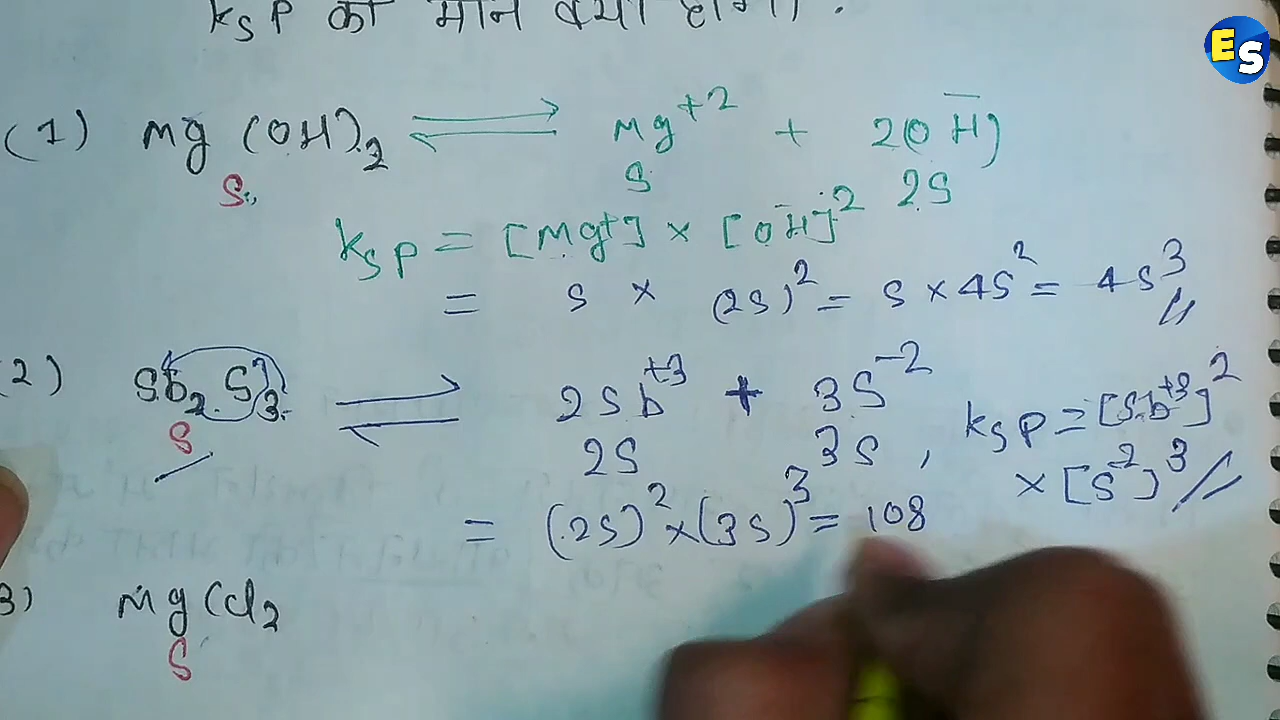 ksp का मान क्या होगा।
(1) Mg(OH)2 ⇌ Mg+2 + 2(OH̄)
S S 2S
ksp = [Mg+] × [OH̄]2
= S × (2S)2 = S × 4S2 = 4S3
2) Sb2S3 ⇌ 2Sb+3 + 3S-2
S 2S 3S , ksp = [Sb+3]2
× [S-2]3
= (2S)2 × (3S)3 = 108
3) MgCl2
S
ES